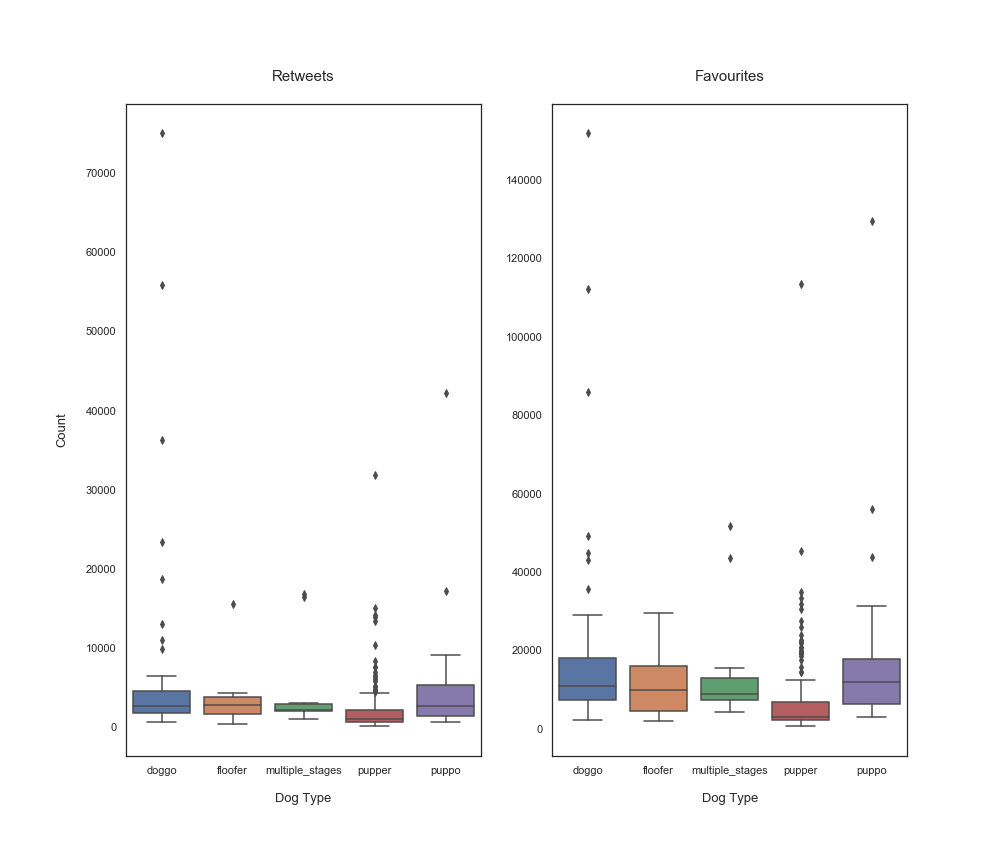 Retweets
70000
60000
50000
40000
30000
20000
10000
0
Count
doggo floofer multiple_stages pupper puppo
Dog Type
Favourites
140000
120000
100000
80000
60000
40000
20000
0
doggo floofer multiple_stages pupper puppo
Dog Type